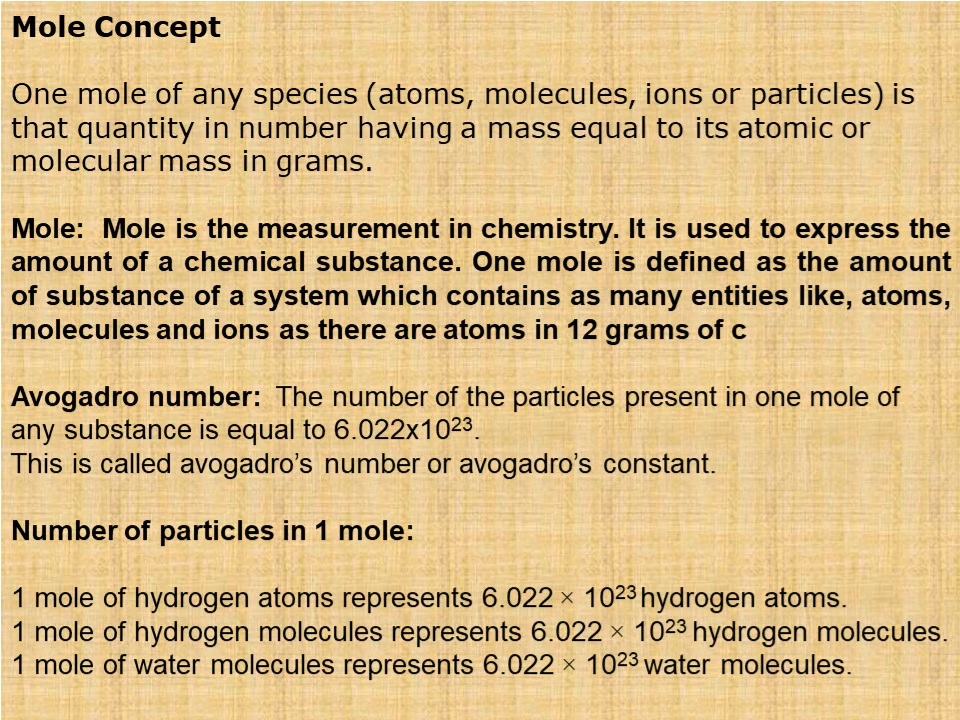 Mole Concept
One mole of any species (atoms, molecules, ions or particles) is
that quantity in number having a mass equal to its atomic or
molecular mass in grams.
Mole:  Mole is the measurement in chemistry. It is used to express the
amount of a chemical substance. One mole is defined as the amount
of substance of a system which contains as many entities like, atoms,
molecules and ions as there are atoms in 12 grams of c
Avogadro number:  The number of the particles present in one mole of
any substance is equal to 6.022x10²³.
This is called avogadro’s number or avogadro’s constant.
Number of particles in 1 mole:
1 mole of hydrogen atoms represents 6.022 × 10²³ hydrogen atoms.
1 mole of hydrogen molecules represents 6.022 × 10²³ hydrogen molecules.
1 mole of water molecules represents 6.022 × 10²³ water molecules.